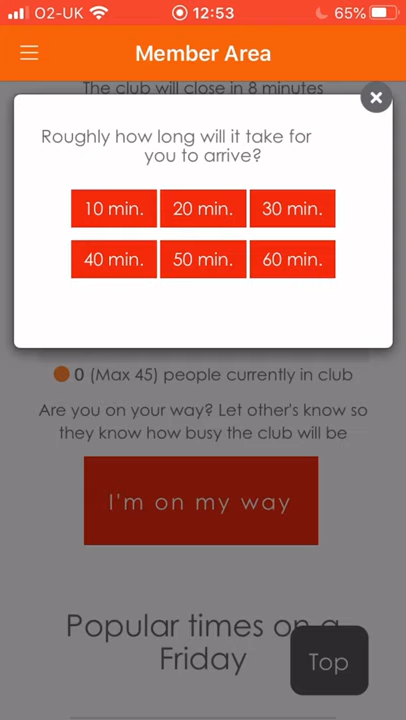 O2-UK 12:53 65%
Member Area
The club will close in 8 minutes
Roughly how long will it take for
you to arrive?
10 min. 20 min. 30 min.
40 min. 50 min. 60 min.
0 (Max 45) people currently in club
Are you on your way? Let other's know so
they know how busy the club will be
I'm on my way
Popular times on a
Friday
Top